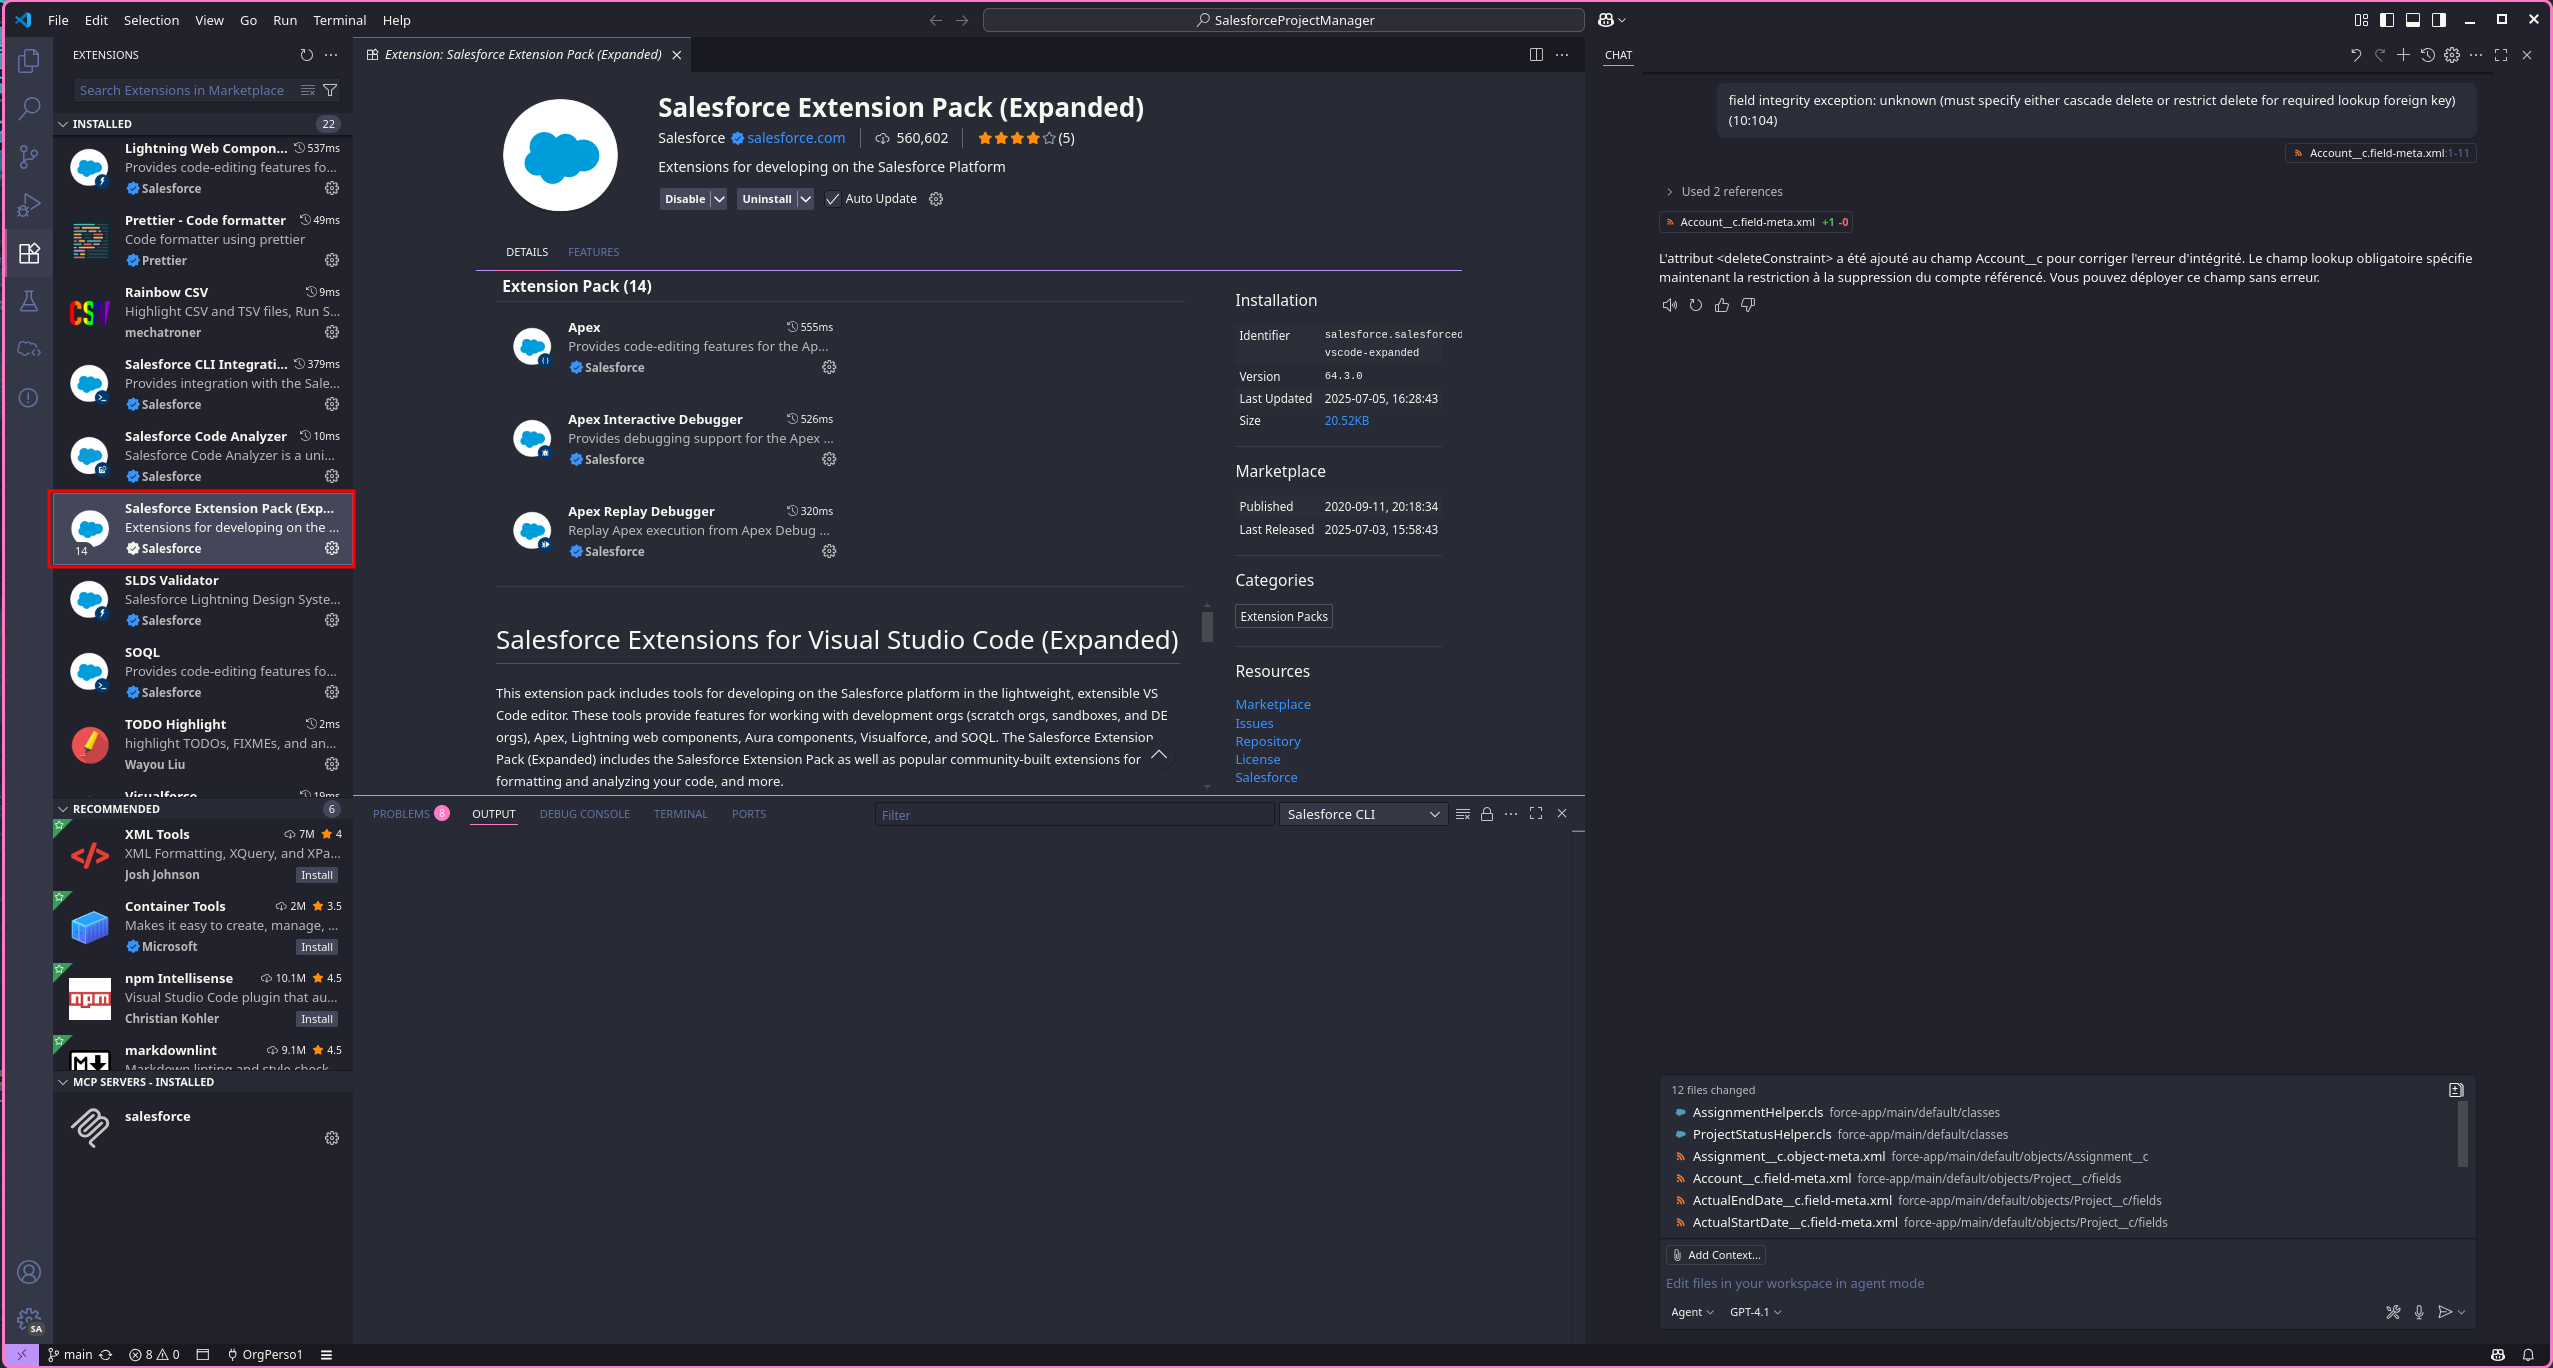 File Edit Selection View Go Run Terminal Help
SalesforceProjectManager
EXTENSIONS
Search Extensions in Marketplace
INSTALLED 22
Lightning Web Compon... 537ms
Provides code-editing features fo...
Salesforce
Prettier - Code formatter 49ms
Code formatter using prettier
Prettier
Rainbow CSV 9ms
CSV
Highlight CSV and TSV files, Run S...
mechatroner
Salesforce CLI Integrati... 379ms
Provides integration with the Sale...
Salesforce
Salesforce Code Analyzer 10ms
Salesforce Code Analyzer is a uni...
Salesforce
Salesforce Extension Pack (Exp...
Extensions for developing on the ...
14 Salesforce
SLDS Validator
Salesforce Lightning Design Syste...
Salesforce
SOQL
Provides code-editing features fo...
Salesforce
TODO Highlight 2ms
highlight TODOs, FIXMEs, and an...
Wayou Liu
Visualforce 19ms
RECOMMENDED 6
XML Tools 7M 4
XML Formatting, XQuery, and XPa...
Josh Johnson Install
Container Tools 2M 3.5
Makes it easy to create, manage, ...
Microsoft Install
npm Intellisense 10.1M 4.5
npm
Visual Studio Code plugin that au...
Christian Kohler Install
markdownlint 9.1M 4.5
Markdown linting and style check...
MCP SERVERS - INSTALLED
salesforce
SA
Extension: Salesforce Extension Pack (Expanded)
Salesforce Extension Pack (Expanded)
Salesforce salesforce.com 560,602 (5)
Extensions for developing on the Salesforce Platform
Disable Uninstall Auto Update
DETAILS FEATURES
Extension Pack (14)
Apex 555ms
Provides code-editing features for the Ap...
Salesforce
Apex Interactive Debugger 526ms
Provides debugging support for the Apex ...
Salesforce
Apex Replay Debugger 320ms
Replay Apex execution from Apex Debug ...
Salesforce
Salesforce Extensions for Visual Studio Code (Expanded)
This extension pack includes tools for developing on the Salesforce platform in the lightweight, extensible VS
Code editor. These tools provide features for working with development orgs (scratch orgs, sandboxes, and DE
orgs), Apex, Lightning web components, Aura components, Visualforce, and SOQL. The Salesforce Extension
Pack (Expanded) includes the Salesforce Extension Pack as well as popular community-built extensions for
formatting and analyzing your code, and more.
Installation
Identifier salesforce.salesforced
vscode-expanded
Version 64.3.0
Last Updated 2025-07-05, 16:28:43
Size 20.52KB
Marketplace
Published 2020-09-11, 20:18:34
Last Released 2025-07-03, 15:58:43
Categories
Extension Packs
Resources
Marketplace
Issues
Repository
License
Salesforce
PROBLEMS 8 OUTPUT DEBUG CONSOLE TERMINAL PORTS
Filter
Salesforce CLI
CHAT
field integrity exception: unknown (must specify either cascade delete or restrict delete for required lookup foreign key)
(10:104)
Account__c.field-meta.xml:1-11
Used 2 references
Account__c.field-meta.xml +1 -0
L'attribut <deleteConstraint> a été ajouté au champ Account__c pour corriger l'erreur d'intégrité. Le champ lookup obligatoire spécifie
maintenant la restriction à la suppression du compte référencé. Vous pouvez déployer ce champ sans erreur.
12 files changed
AssignmentHelper.cls force-app/main/default/classes
ProjectStatusHelper.cls force-app/main/default/classes
Assignment__c.object-meta.xml force-app/main/default/objects/Assignment__c
Account__c.field-meta.xml force-app/main/default/objects/Project__c/fields
ActualEndDate__c.field-meta.xml force-app/main/default/objects/Project__c/fields
ActualStartDate__c.field-meta.xml force-app/main/default/objects/Project__c/fields
Add Context...
Edit files in your workspace in agent mode
Agent GPT-4.1
main 8 0 OrgPerso1